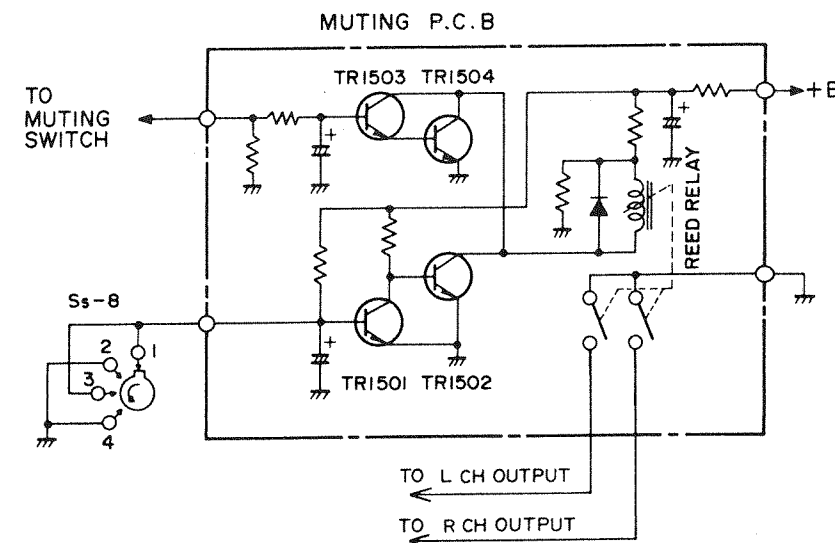 MUTING P.C.B
TR1503 TR1504
TO
MUTING
SWITCH
+B
+
+
REED RELAY
Ss-8
+
2
1
3
4
TR1501 TR1502
TO L CH OUTPUT
TO R CH OUTPUT